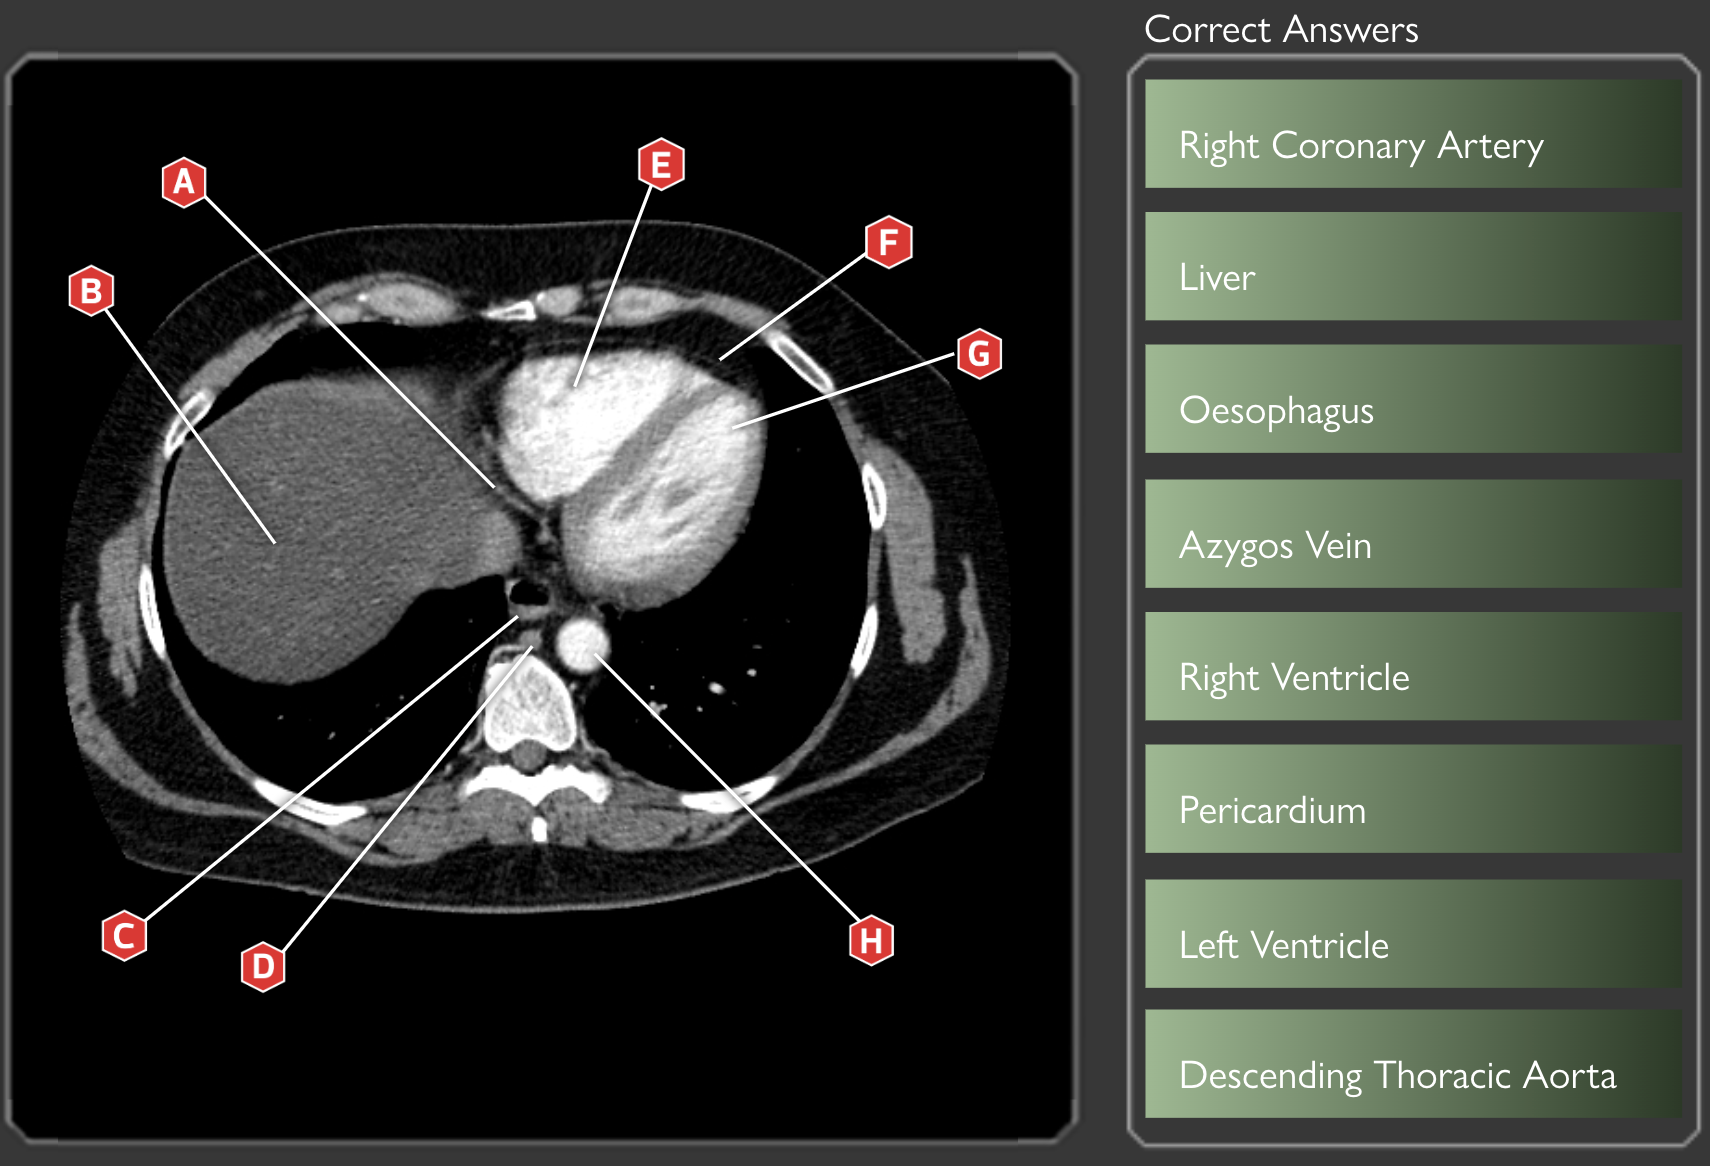 Correct Answers
A
B
C
D
E
F
G
H
Right Coronary Artery
Liver
Oesophagus
Azygos Vein
Right Ventricle
Pericardium
Left Ventricle
Descending Thoracic Aorta